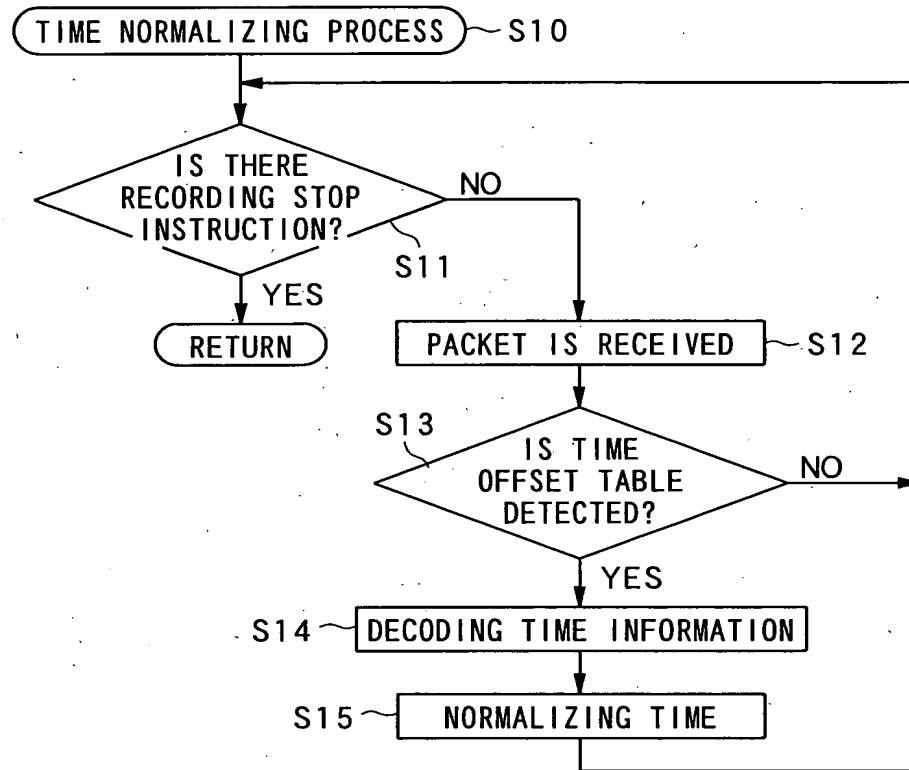 TIME NORMALIZING PROCESS
S10
IS THERE
RECORDING STOP
INSTRUCTION?
NO
S11
YES
RETURN
PACKET IS RECEIVED
S12
S13
IS TIME
OFFSET TABLE
DETECTED?
NO
YES
S14
DECODING TIME INFORMATION
S15
NORMALIZING TIME